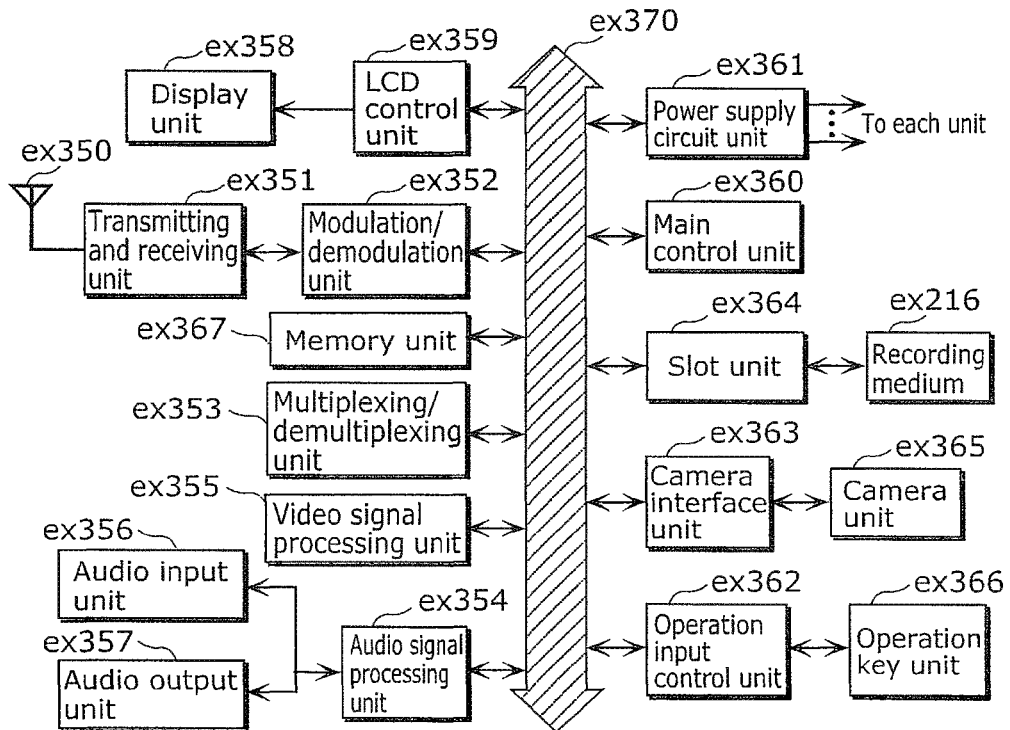 ex358
Display
unit
ex359
LCD
control
unit
ex370
ex361
Power supply
circuit unit
To each unit
ex350
ex351
Transmitting
and receiving
unit
ex352
Modulation/
demodulation
unit
ex360
Main
control unit
ex367
Memory unit
ex364
Slot unit
ex216
Recording
medium
ex353
Multiplexing/
demultiplexing
unit
ex363
Camera
interface
unit
ex365
Camera
unit
ex355
Video signal
processing unit
ex356
Audio input
unit
ex354
Audio signal
processing
unit
ex357
Audio output
unit
ex362
Operation
input
control unit
ex366
Operation
key unit